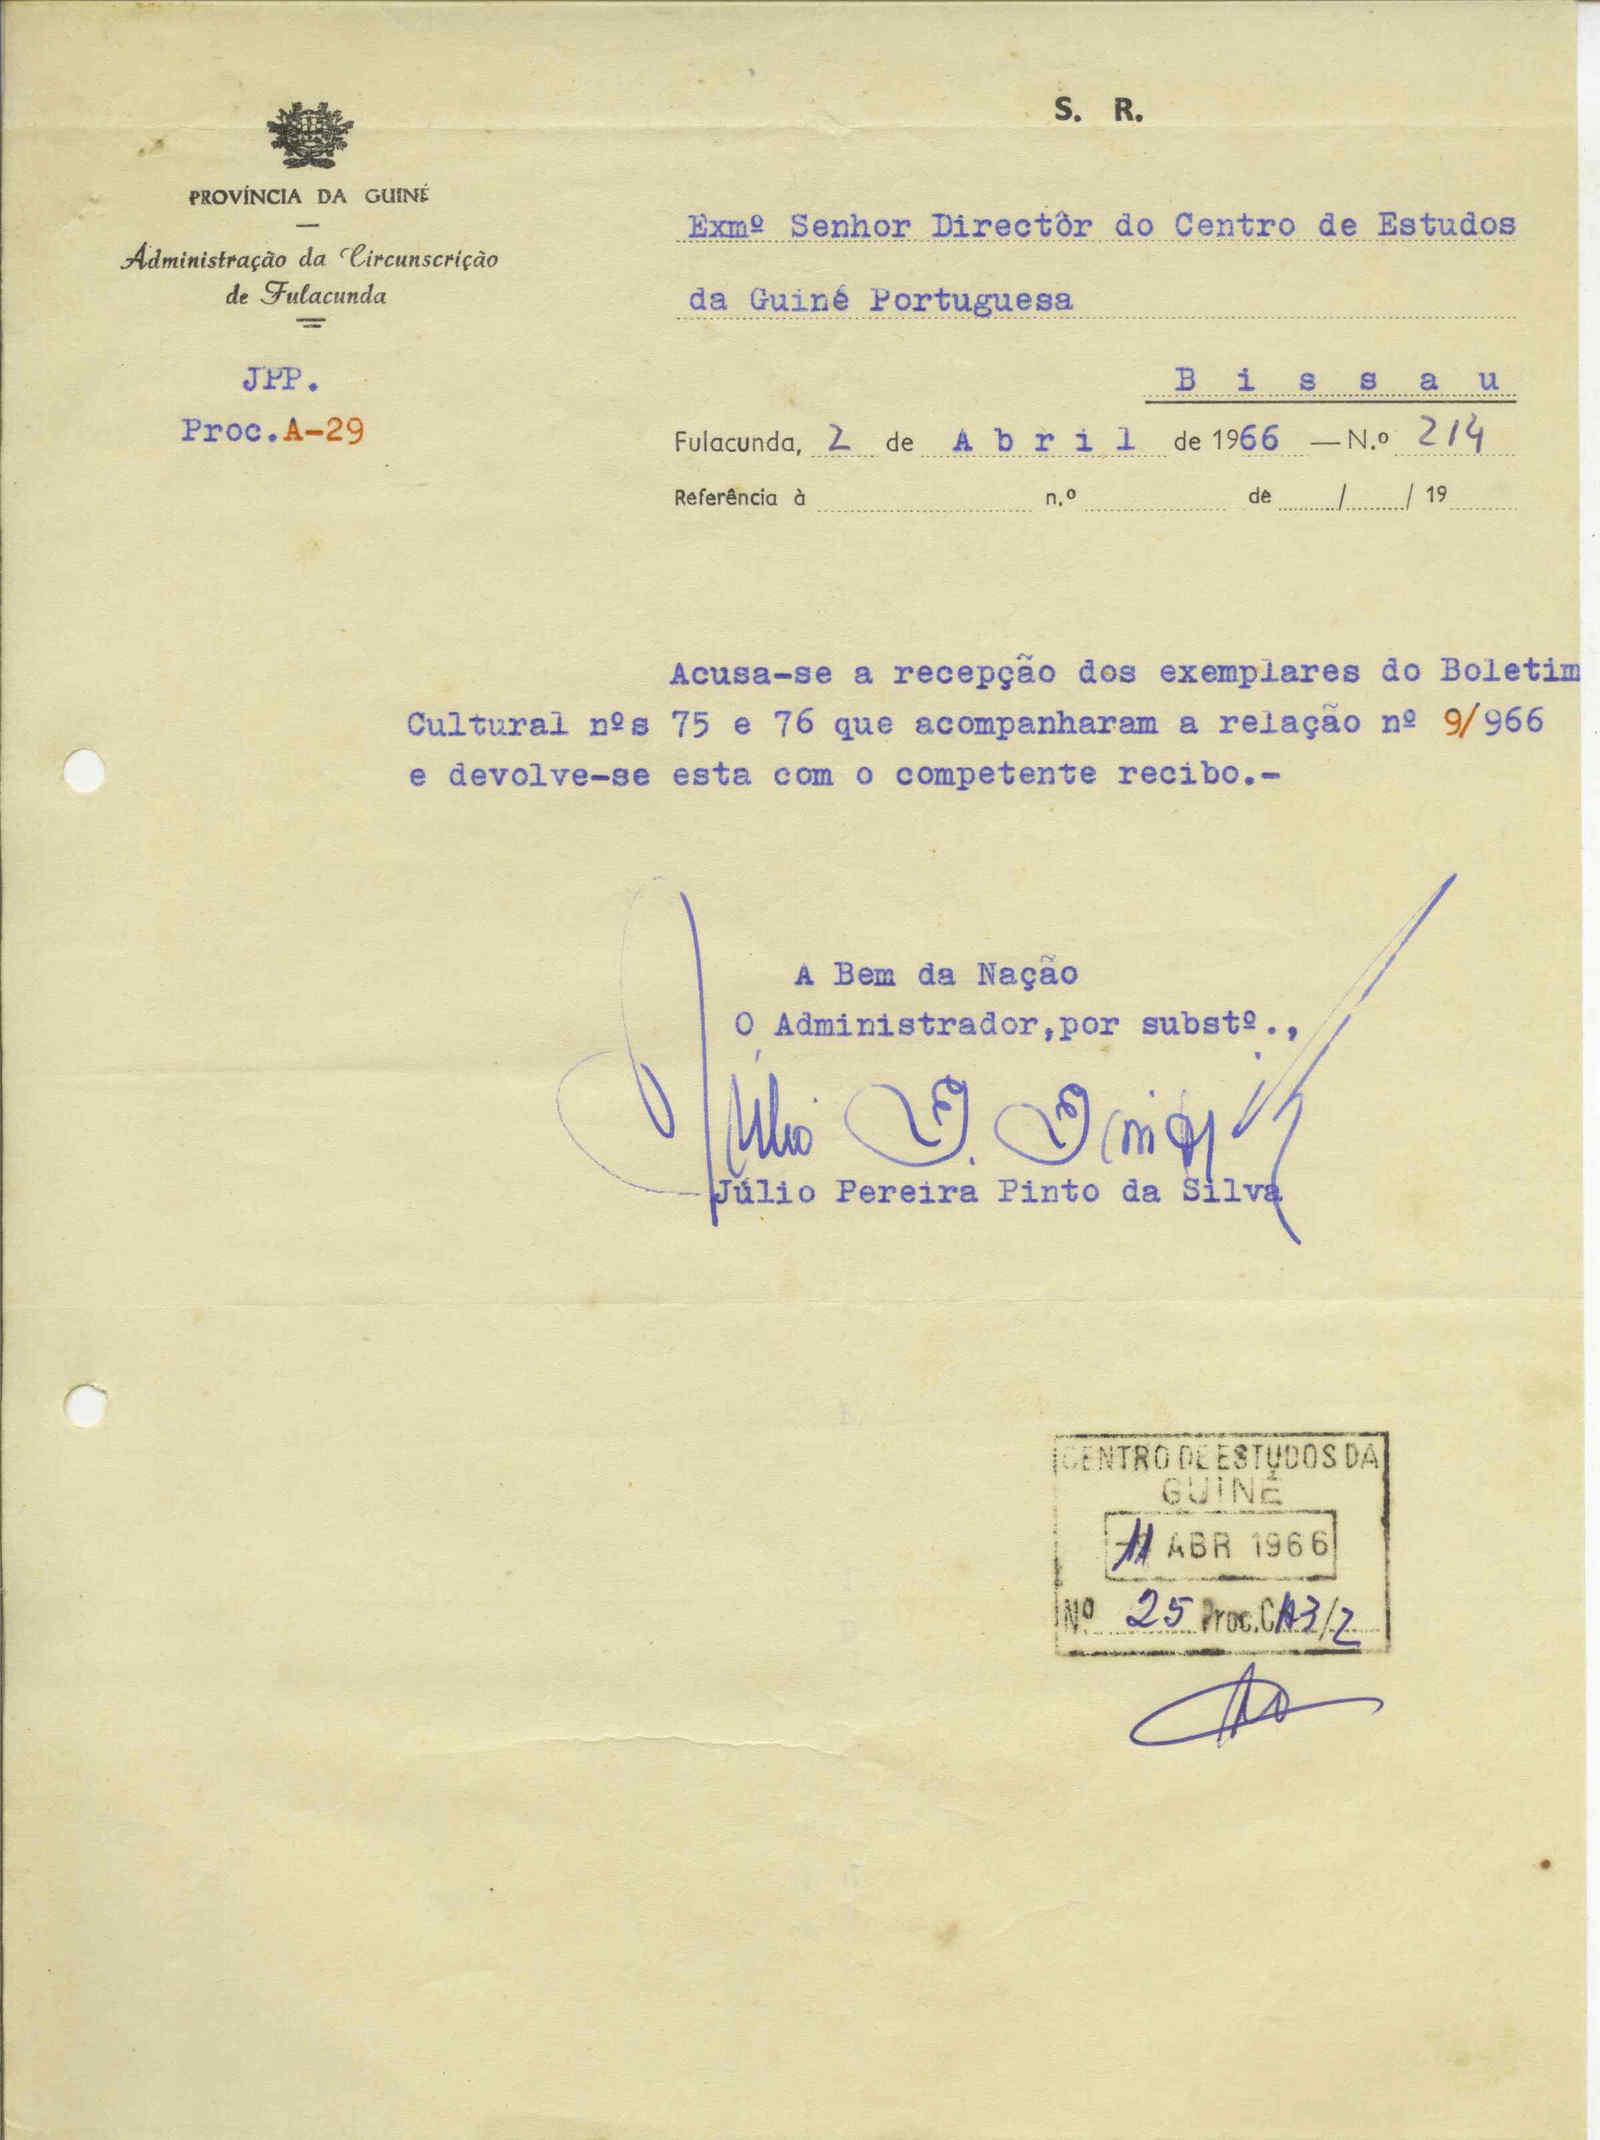 S. R.
PROVÍNCIA DA GUINÉ
Administração da Circunscrição
de Fulacunda
JPP.
Proc.A-29
Exmº Senhor Directôr do Centro de Estudos
da Guiné Portuguesa
B i s s a u
Fulacunda, 2 de A b r i l de 1966 — N.º 214
Referência à n.º de / / 19
Acusa-se a recepção dos exemplares do Boletim
Cultural nºs 75 e 76 que acompanharam a relação nº 9/966
e devolve-se esta com o competente recibo.-
A Bem da Nação
O Administrador,por substº.,
Júlio Pereira Pinto da Silva
CENTRO DE ESTUDOS DA
GUINÉ
11 ABR 1966
Nº 25 Proc. CA3/2